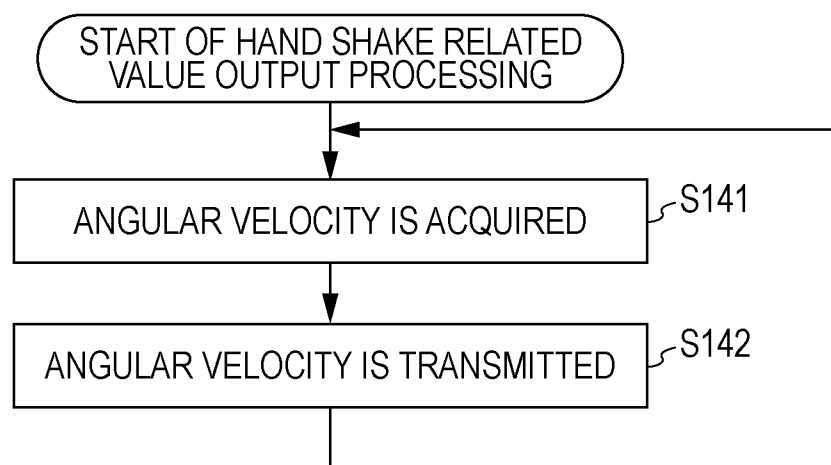 START OF HAND SHAKE RELATED
VALUE OUTPUT PROCESSING
ANGULAR VELOCITY IS ACQUIRED
S141
ANGULAR VELOCITY IS TRANSMITTED
S142